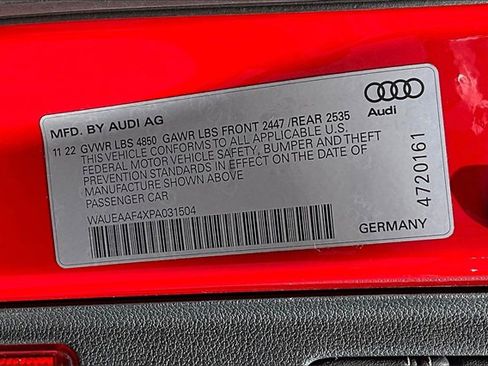 MFD. BY AUDI AG
Audi
11 22 GVWR LBS 4850 GAWR LBS FRONT 2447 /REAR 2535
THIS VEHICLE CONFORMS TO ALL APPLICABLE U.S.
FEDERAL MOTOR VEHICLE SAFETY, BUMPER AND THEFT
PREVENTION STANDARDS IN EFFECT ON THE DATE OF
MANUFACTURE SHOWN ABOVE
PASSENGER CAR
WAUEAAF4XPA031504
GERMANY
4720161